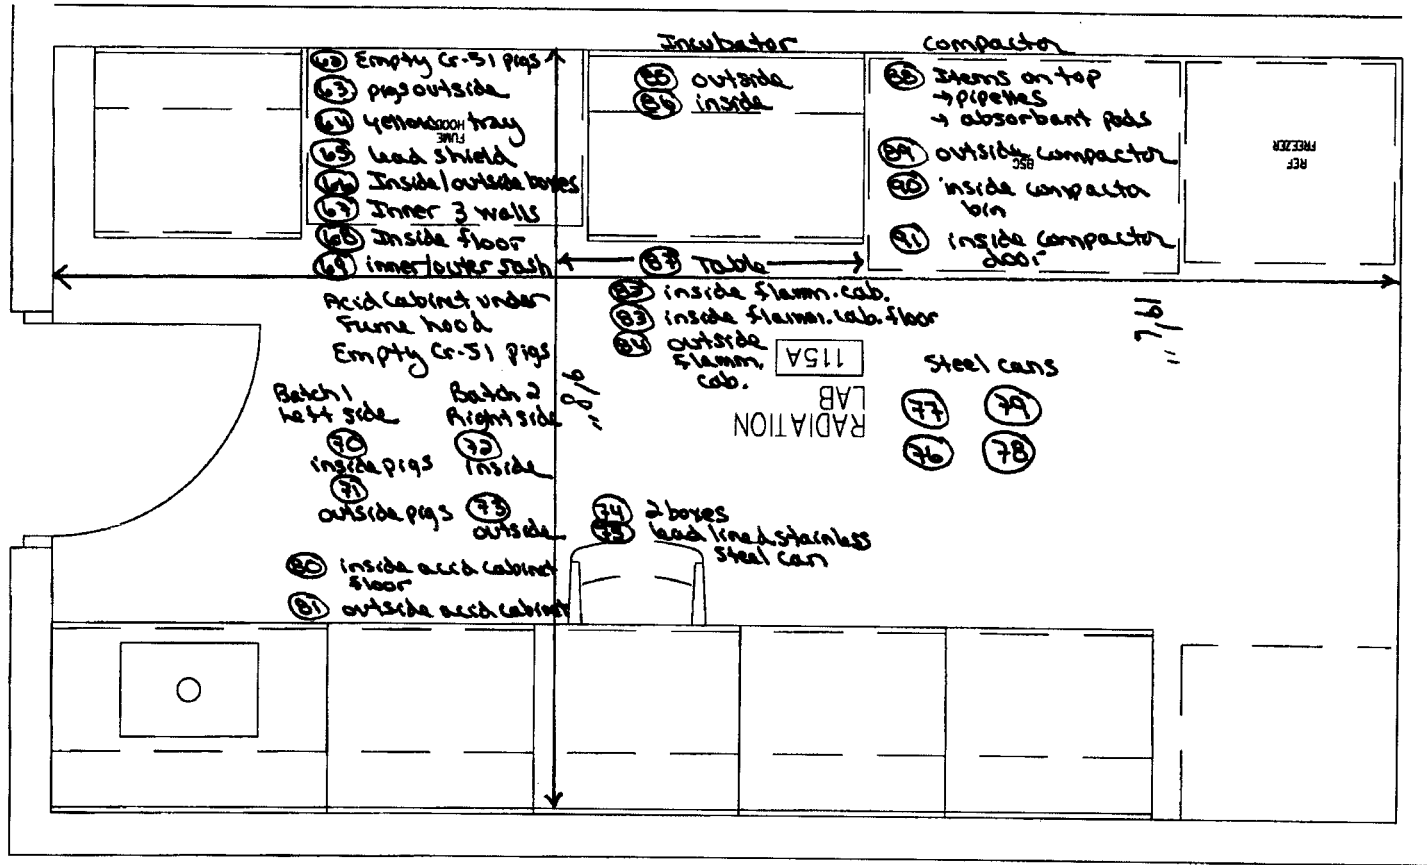 Incubator
compactor
62 Empty Cr-51 pigs
63 pigs outside
64 yellow tray
FUME HOOD
65 lead shield
66 Inside/outside boxes
67 Inner 3 walls
68 Inside floor
69 inner/outer sash
85 outside
86 inside
88 Items on top
→ pipettes
→ absorbant pads
89 outside compactor
BSC
90 inside compactor
bin
91 inside compactor
door
REF
FREEZER
87 Table
82 inside flamm. cab.
83 inside flamm. cab. floor
84 outside
flamm.
cab.
Acid Cabinet under
Fume hood
Empty Cr-51 pigs
Batch 1
Left side
70
inside pigs
71
outside pigs
Batch 2
Right side
72
inside
73
outside
115A
RADIATION
LAB
Steel cans
77 79
76 78
74 2 boxes
75 lead lined stainless
Steel can
80 inside acid cabinet
floor
81 outside acid cabinet